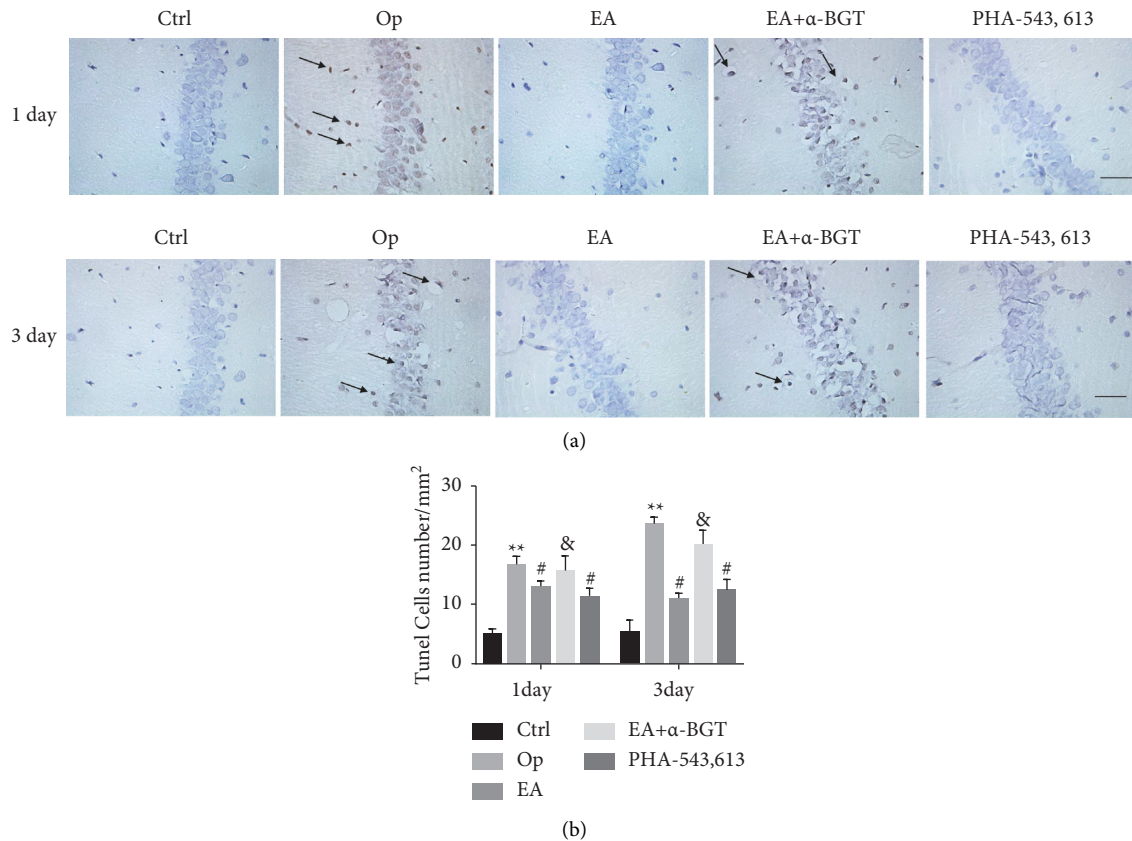 Ctrl Op EA EA+α-BGT PHA-543, 613
1 day
Ctrl Op EA EA+α-BGT PHA-543, 613
3 day
(a)
Tunel Cells number/mm²
30
20
10
0
** # & #
** # & #
1day 3day
Ctrl EA+α-BGT
Op PHA-543,613
EA
(b)